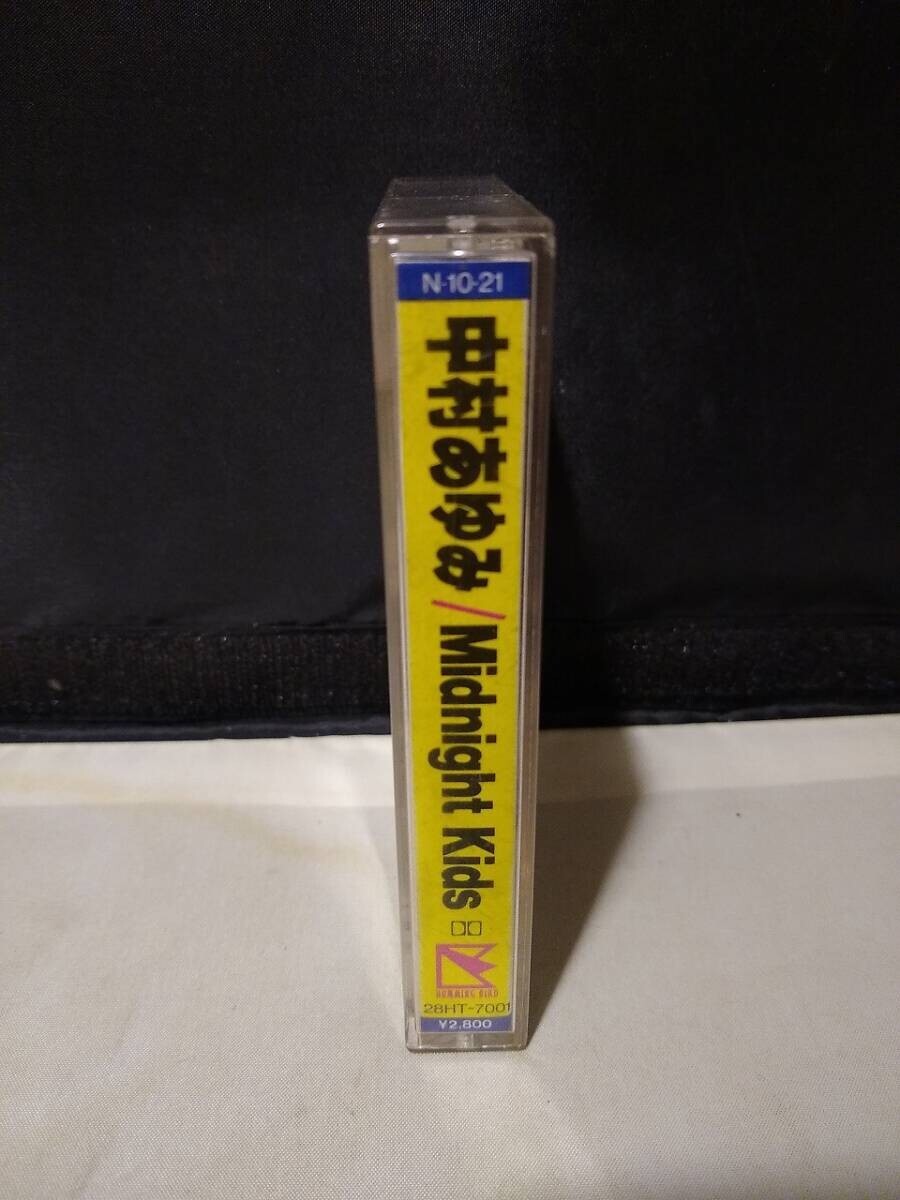 N-10-21
中村あゆみ/Midnight Kids
HUMMING BIRD
28HT-7001
¥2,800